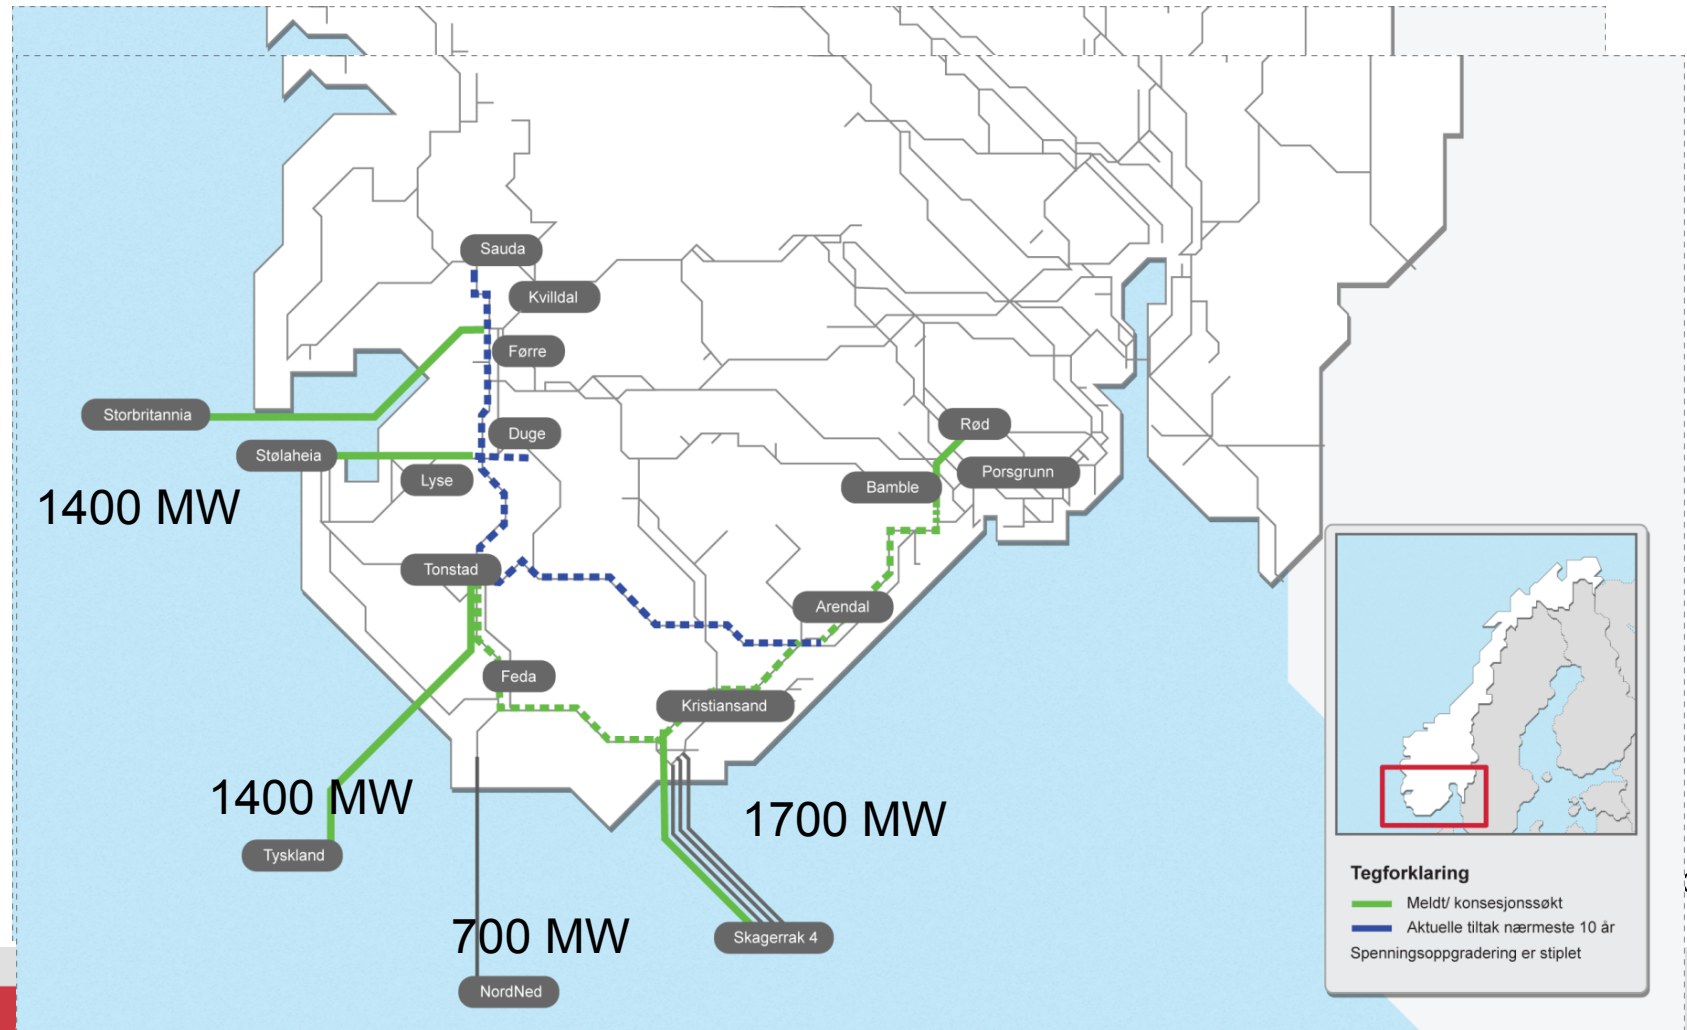 Sauda
Kvilldal
Førre
Storbritannia
Duge
Rød
Stølaheia
Lyse
Porsgrunn
Bamble
1400 MW
Tonstad
Arendal
Feda
Kristiansand
1400 MW
1700 MW
Tyskland
700 MW
Skagerrak 4
NordNed
Tegforklaring
Meldt/ konsesjonssøkt
Aktuelle tiltak nærmeste 10 år
Spenningsoppgradering er stiplet